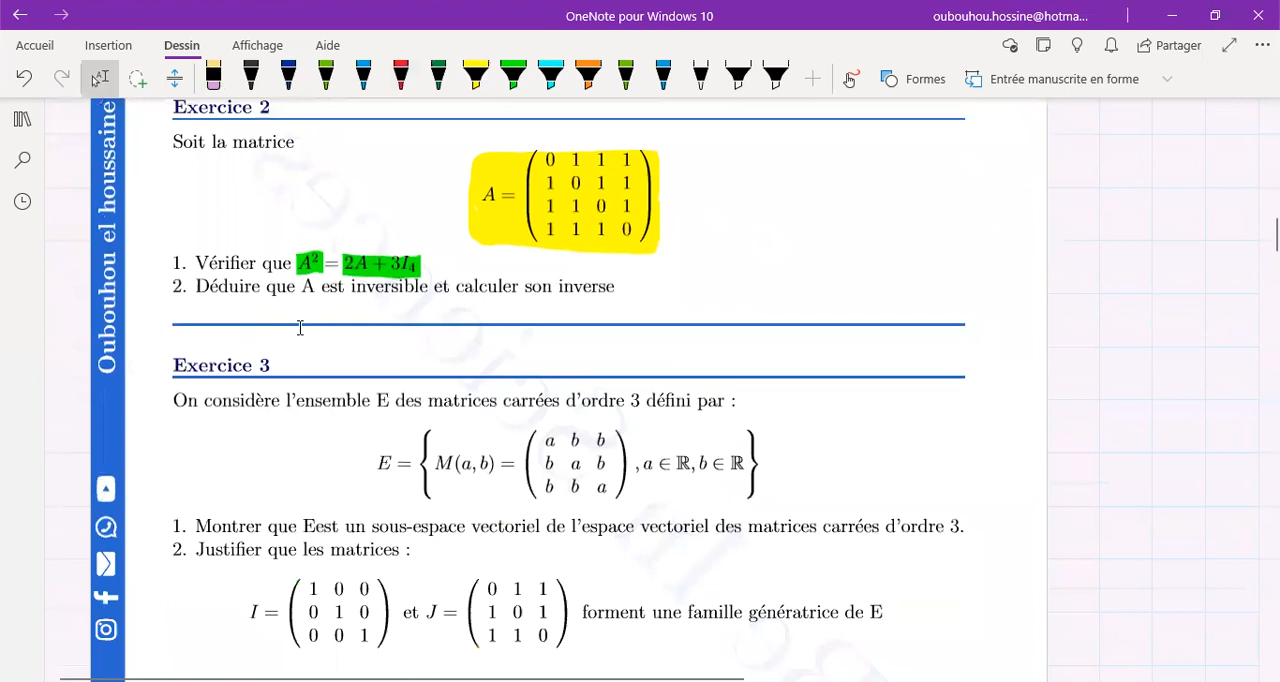 OneNote pour Windows 10
oubouhou.hossine@hotma...
Accueil Insertion Dessin Affichage Aide
Partager
Formes Entrée manuscrite en forme
Oubouhou el houssaine
Exercice 2
Soit la matrice
A = ( 0 1 1 1
1 0 1 1
1 1 0 1
1 1 1 0 )
1. Vérifier que A² = 2A + 3I₄
2. Déduire que A est inversible et calculer son inverse
Exercice 3
On considère l'ensemble E des matrices carrées d'ordre 3 défini par :
E = { M(a, b) = ( a b b
b a b
b b a ) , a ∈ ℝ, b ∈ ℝ }
1. Montrer que Eest un sous-espace vectoriel de l'espace vectoriel des matrices carrées d'ordre 3.
2. Justifier que les matrices :
I = ( 1 0 0
0 1 0
0 0 1 ) et J = ( 0 1 1
1 0 1
1 1 0 ) forment une famille génératrice de E